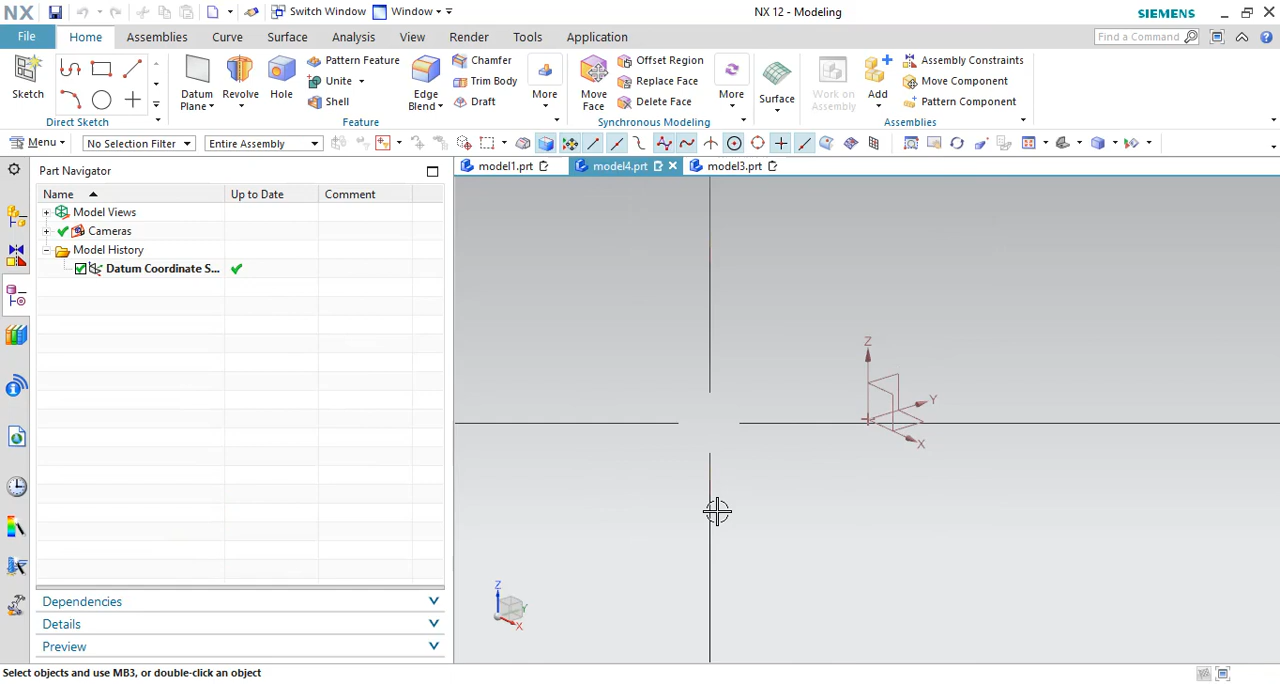 NX Switch Window Window NX 12 - Modeling SIEMENS
File Home Assemblies Curve Surface Analysis View Render Tools Application Find a Command
Sketch
Direct Sketch
Datum Plane
Revolve
Hole
Pattern Feature
Unite
Shell
Edge Blend
Chamfer
Trim Body
Draft
More
Feature
Move Face
Offset Region
Replace Face
Delete Face
More
Synchronous Modeling
Surface
Work on Assembly
Add
Assembly Constraints
Move Component
Pattern Component
Assemblies
Menu No Selection Filter Entire Assembly
Part Navigator
model1.prt model4.prt model3.prt
Name Up to Date Comment
Model Views
Cameras
Model History
Datum Coordinate S...
Z
Y
X
Z
Y
X
Dependencies
Details
Preview
Select objects and use MB3, or double-click an object